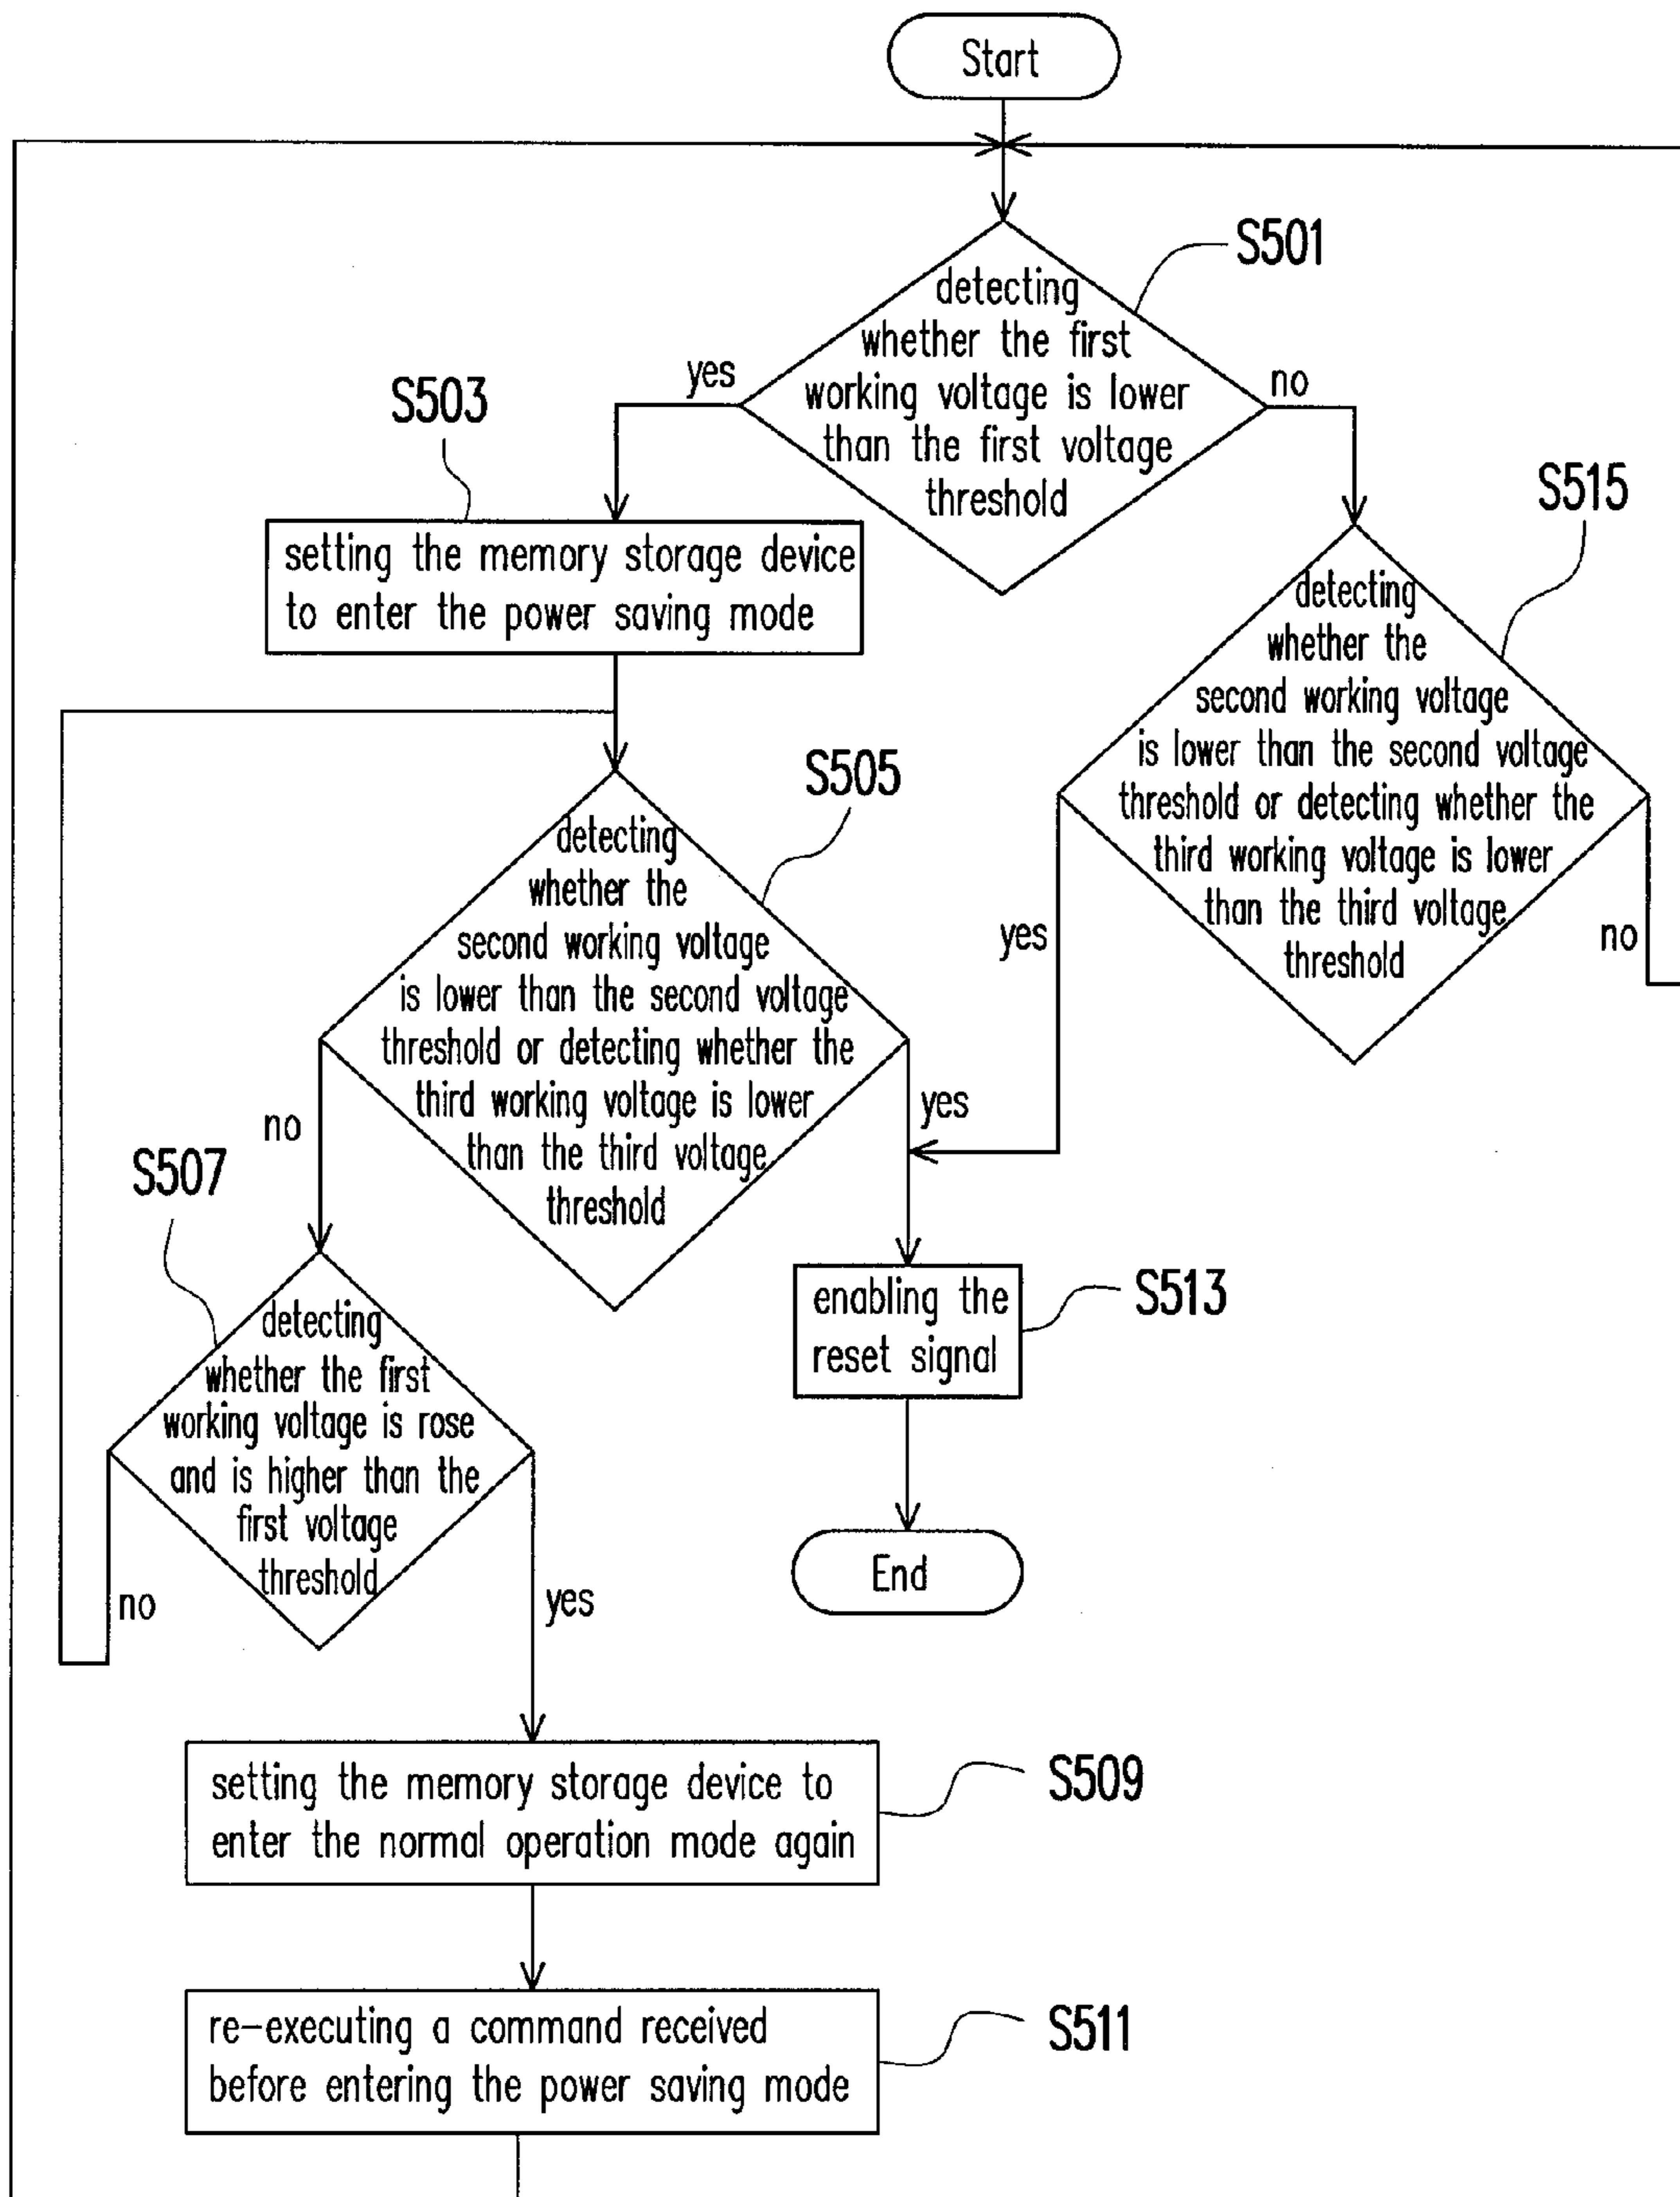 Start
S501
detecting
whether the first
working voltage is lower
than the first voltage
threshold
yes
no
S503
setting the memory storage device
to enter the power saving mode
S515
detecting
whether the
second working voltage
is lower than the second voltage
threshold or detecting whether the
third working voltage is lower
than the third voltage
threshold
yes
no
S505
detecting
whether the
second working voltage
is lower than the second voltage
threshold or detecting whether the
third working voltage is lower
than the third voltage
threshold
no
yes
S507
detecting
whether the first
working voltage is rose
and is higher than the
first voltage
threshold
no
yes
S513
enabling the
reset signal
End
S509
setting the memory storage device to
enter the normal operation mode again
S511
re-executing a command received
before entering the power saving mode